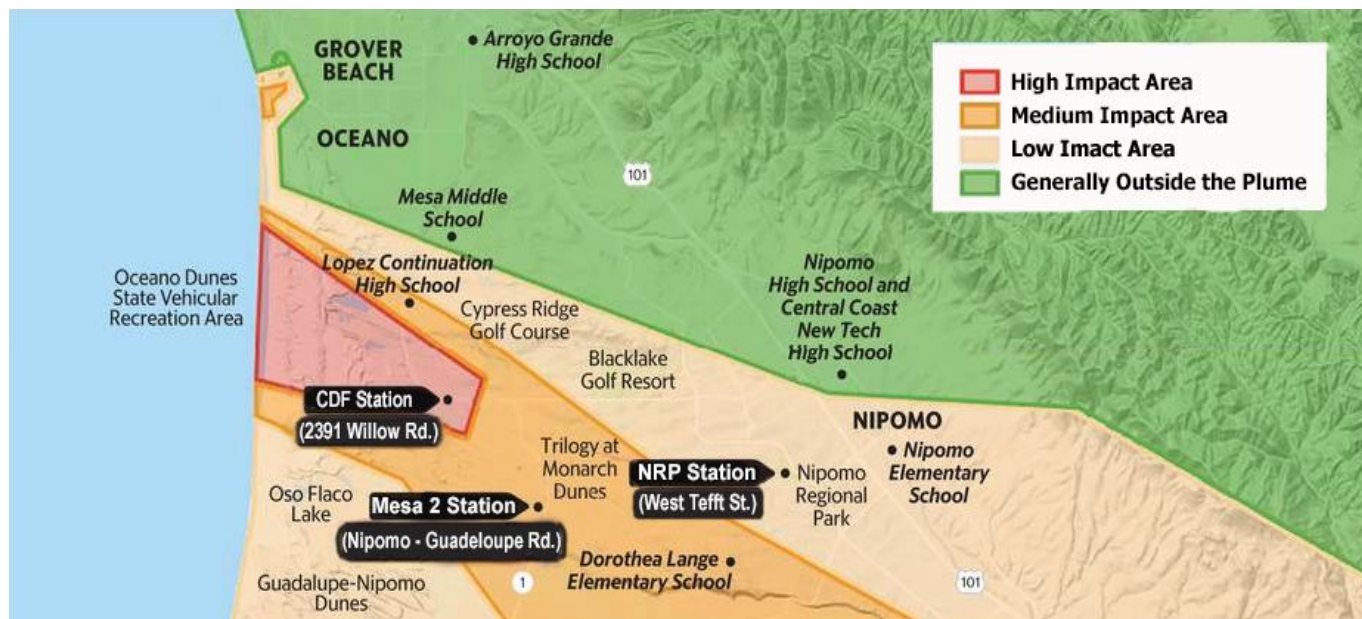 GROVER
BEACH
Arroyo Grande
High School
High Impact Area
Medium Impact Area
Low Imact Area
Generally Outside the Plume
OCEANO
101
Mesa Middle
School
Lopez Continuation
High School
Oceano Dunes
State Vehicular
Recreation Area
Cypress Ridge
Golf Course
Nipomo
High School and
Central Coast
New Tech
High School
Blacklake
Golf Resort
CDF Station
(2391 Willow Rd.)
NIPOMO
Trilogy at
Monarch
Dunes
NRP Station
(West Tefft St.)
Nipomo
Regional
Park
Nipomo
Elementary
School
Oso Flaco
Lake
Mesa 2 Station
(Nipomo - Guadeloupe Rd.)
Dorothea Lange
Elementary School
Guadalupe-Nipomo
Dunes
1
101